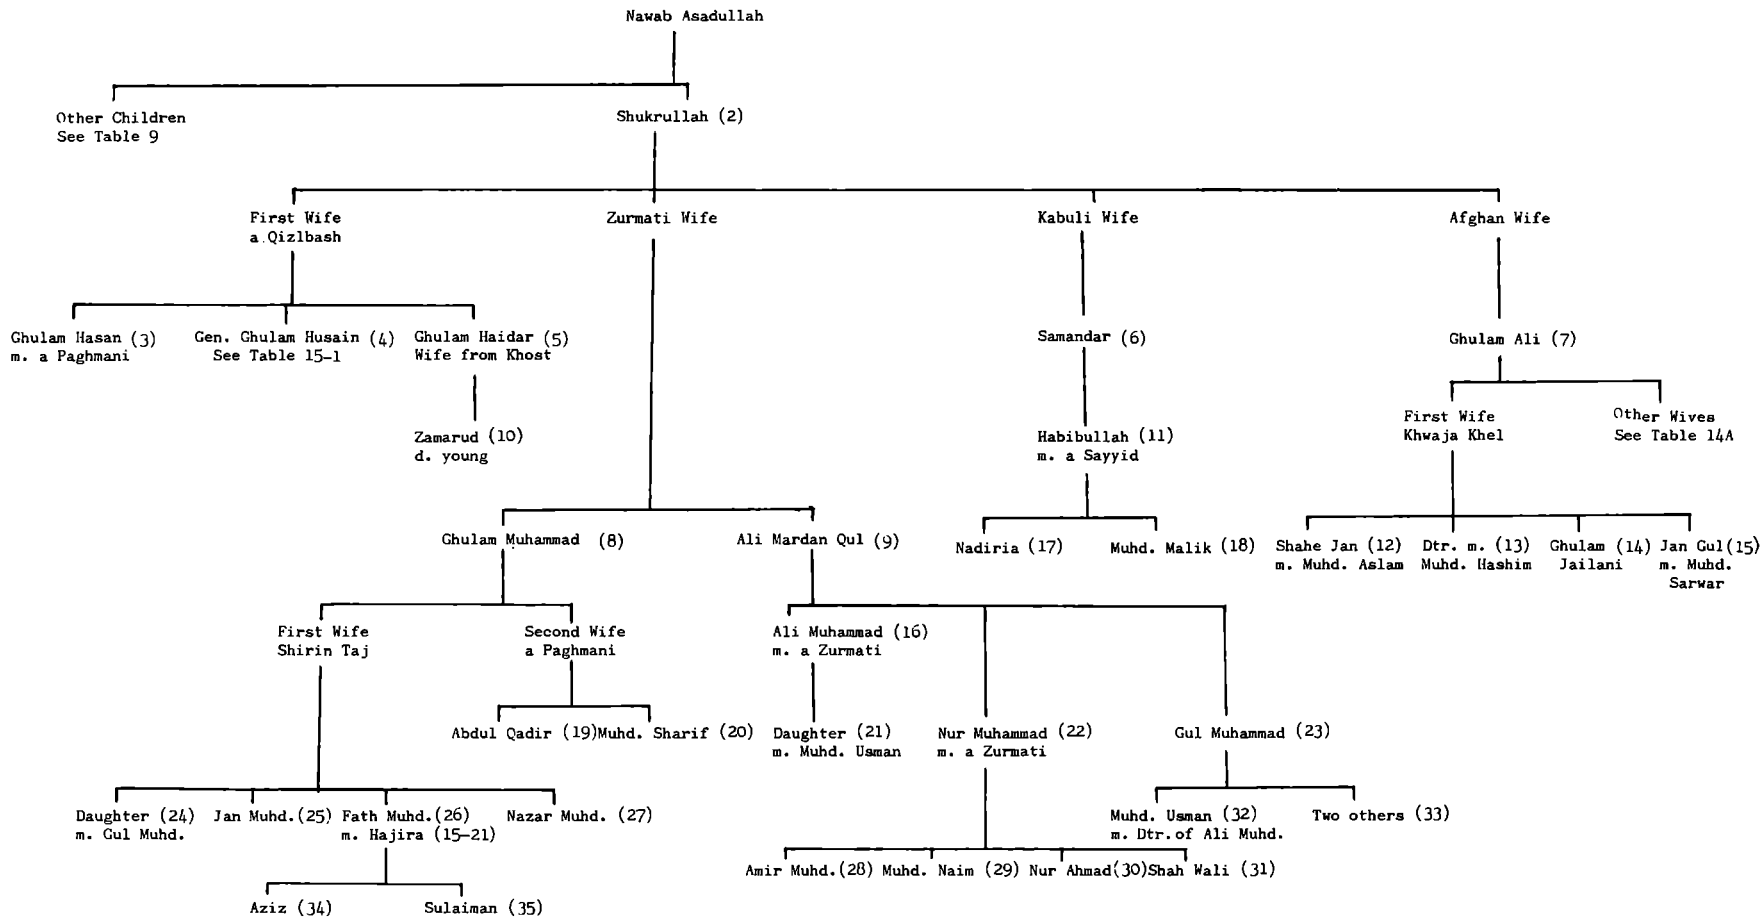 Nawab Asadullah
Other Children
See Table 9
Shukrullah (2)
First Wife
a Qizlbash
Zurmati Wife
Kabuli Wife
Afghan Wife
Ghulam Hasan (3)
m. a Paghmani
Gen. Ghulam Husain (4)
See Table 15-1
Ghulam Haidar (5)
Wife from Khost
Samandar (6)
Ghulam Ali (7)
Zamarud (10)
d. young
Habibullah (11)
m. a Sayyid
First Wife
Khwaja Khel
Other Wives
See Table 14A
Ghulam Muhammad (8)
Ali Mardan Qul (9)
Nadiria (17)
Muhd. Malik (18)
Shahe Jan (12)
m. Muhd. Aslam
Dtr. m. (13)
Muhd. Hashim
Ghulam (14)
Jailani
Jan Gul (15)
m. Muhd.
Sarwar
First Wife
Shirin Taj
Second Wife
a Paghmani
Ali Muhammad (16)
m. a Zurmati
Abdul Qadir (19)
Muhd. Sharif (20)
Daughter (21)
m. Muhd. Usman
Nur Muhammad (22)
m. a Zurmati
Gul Muhammad (23)
Daughter (24)
m. Gul Muhd.
Jan Muhd. (25)
Fath Muhd. (26)
m. Hajira (15-21)
Nazar Muhd. (27)
Muhd. Usman (32)
m. Dtr. of Ali Muhd.
Two others (33)
Amir Muhd. (28)
Muhd. Naim (29)
Nur Ahmad (30)
Shah Wali (31)
Aziz (34)
Sulaiman (35)